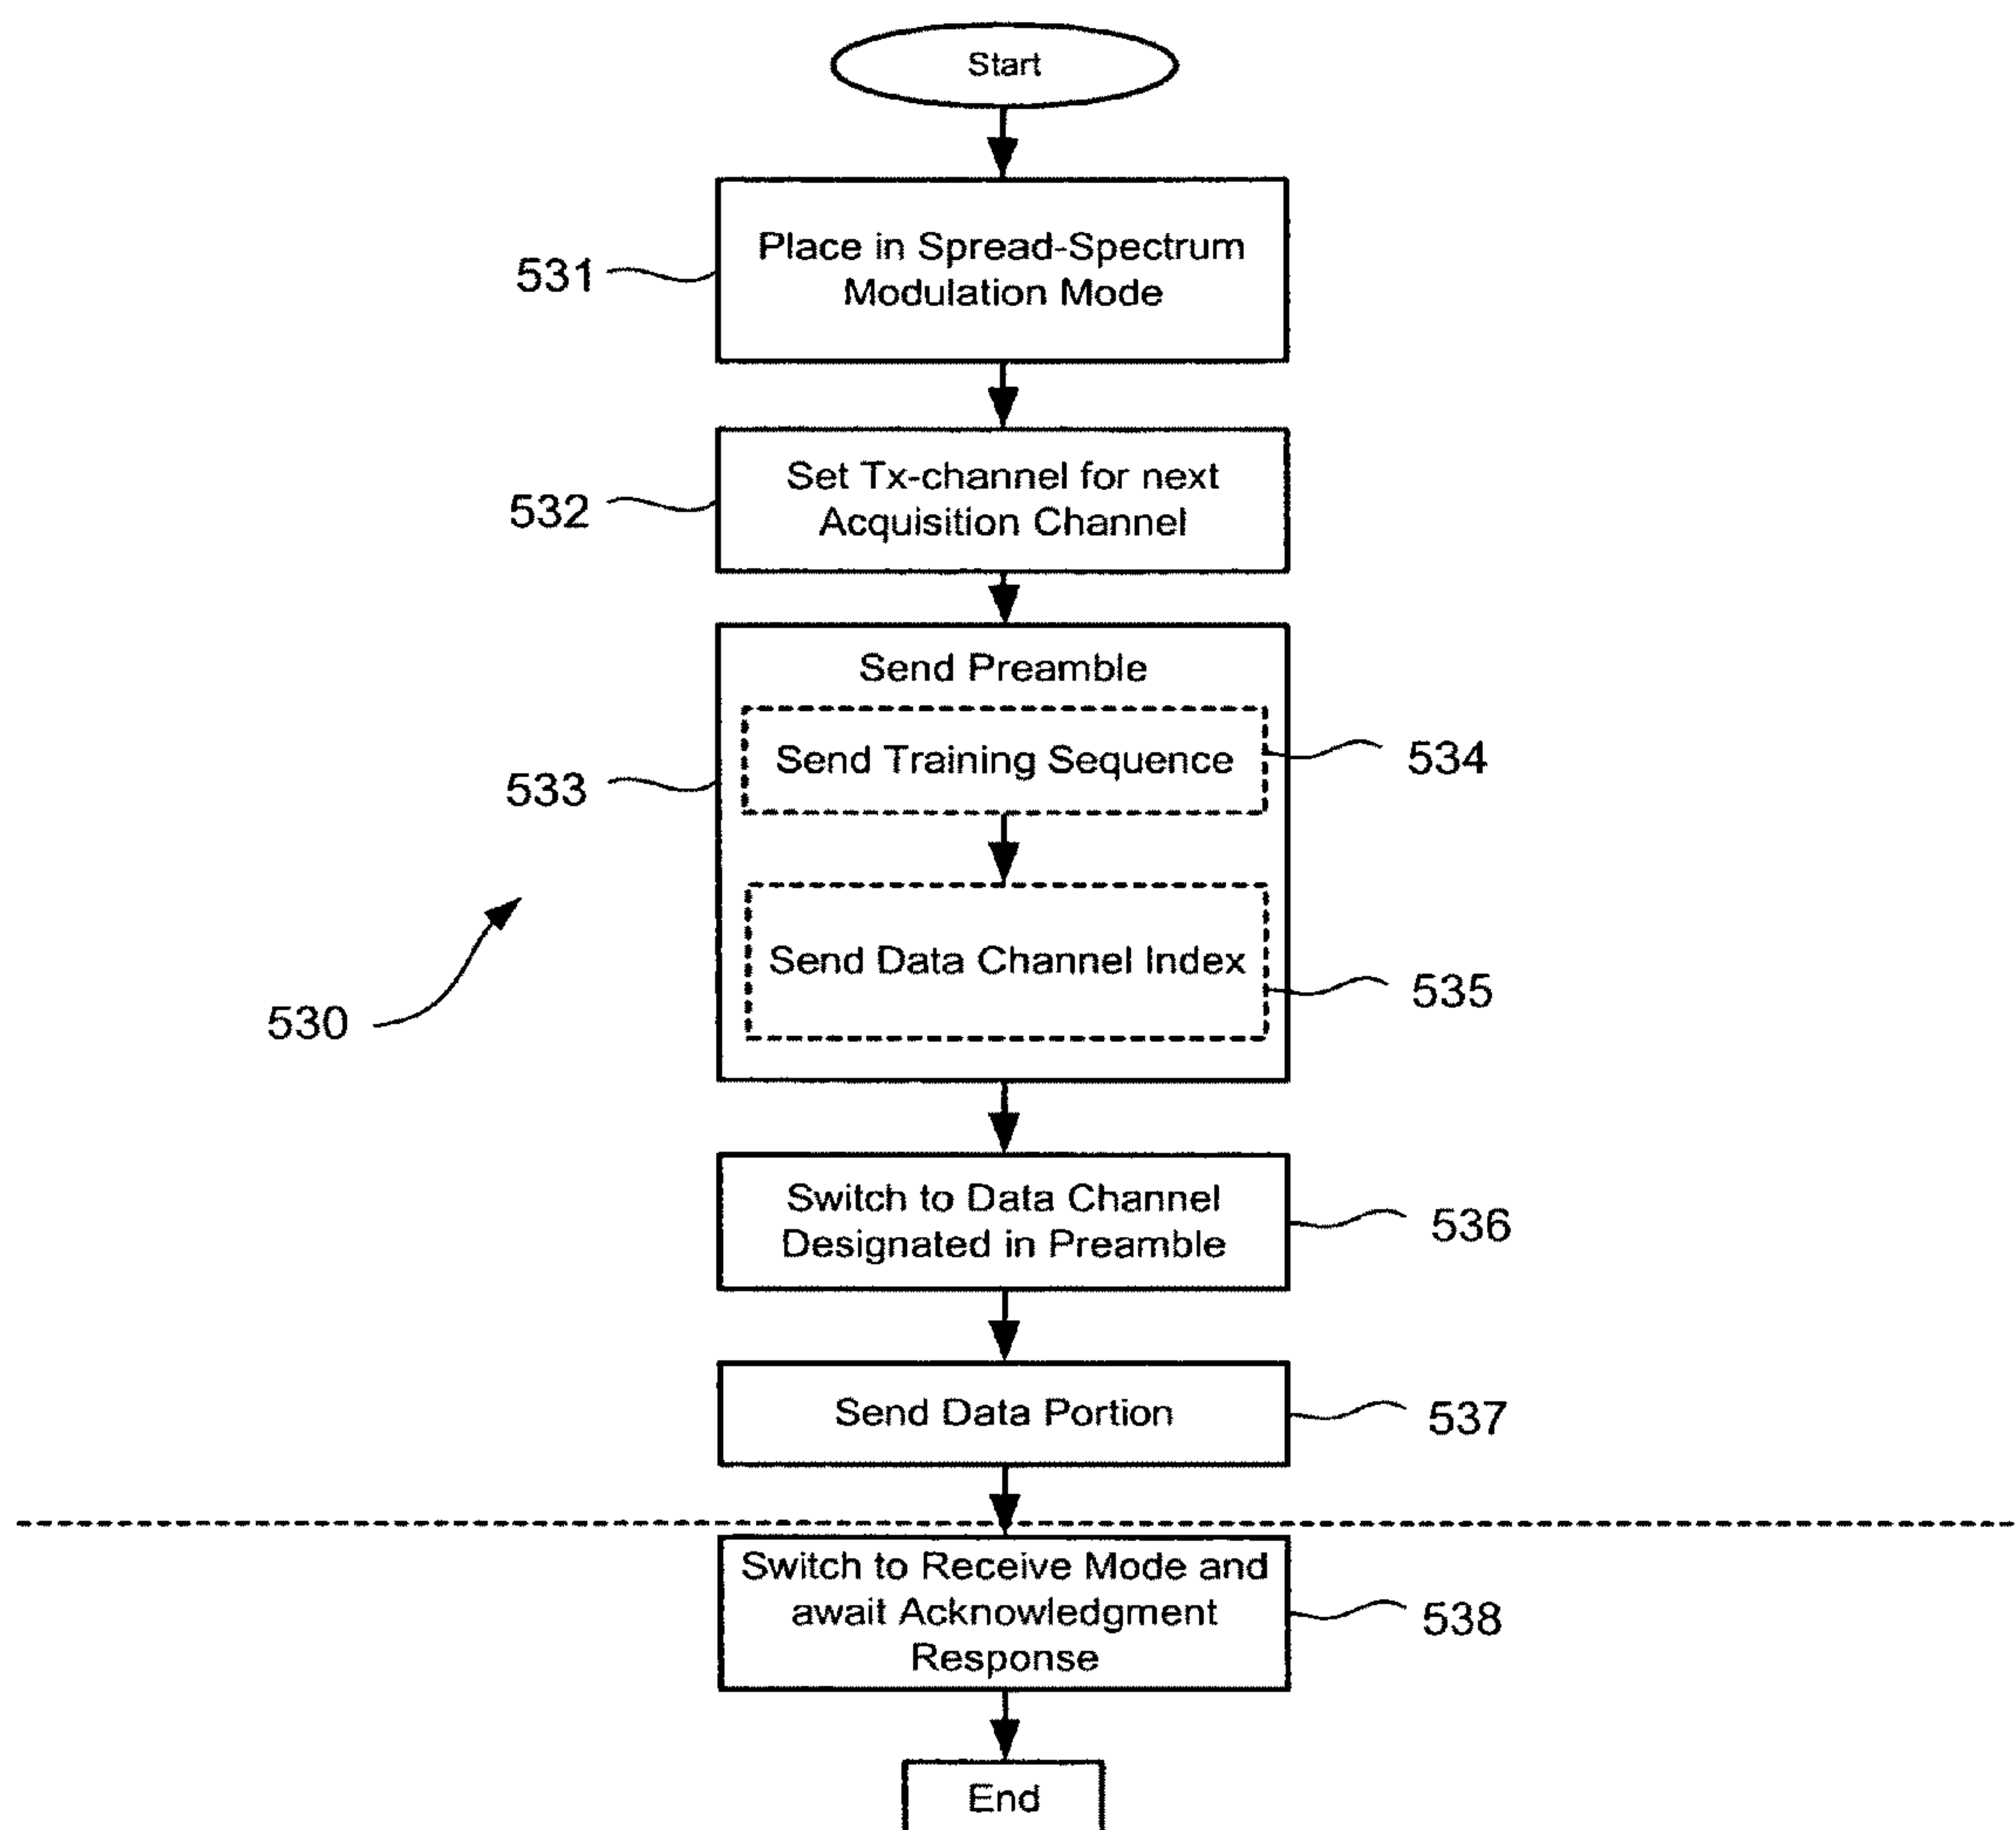 Start
531
Place in Spread-Spectrum
Modulation Mode
532
Set Tx-channel for next
Acquisition Channel
533
Send Preamble
Send Training Sequence
534
Send Data Channel Index
535
530
Switch to Data Channel
Designated in Preamble
536
Send Data Portion
537
Switch to Receive Mode and
await Acknowledgment
Response
538
End